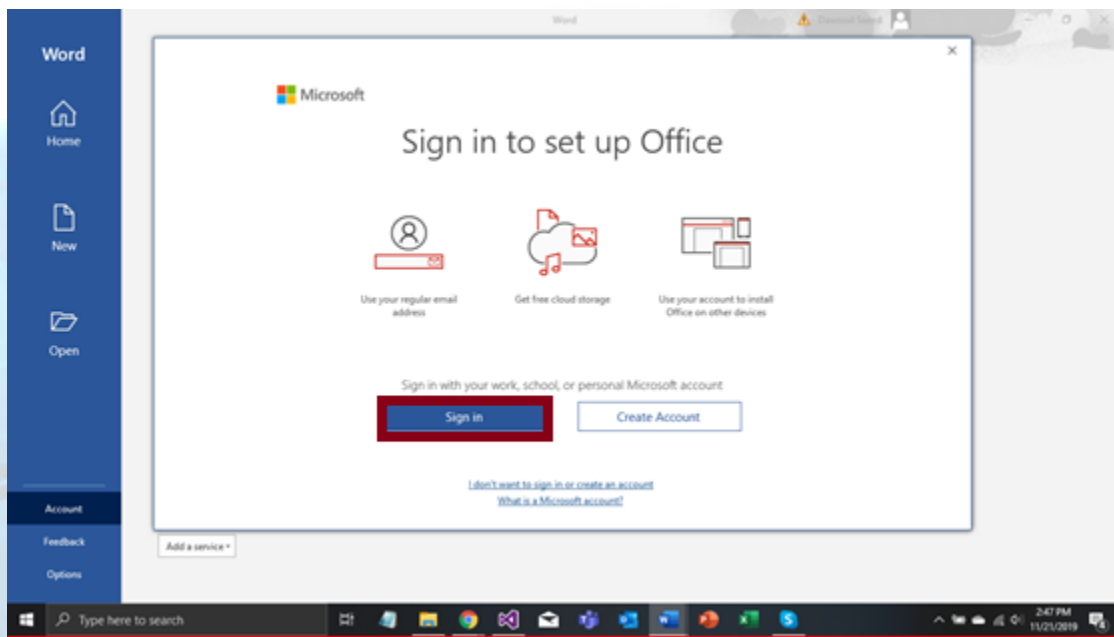 Word
Word
Home
New
Open
Account
Feedback
Options
Microsoft
Sign in to set up Office
Use your regular email
address
Get free cloud storage
Use your account to install
Office on other devices
Sign in with your work, school, or personal Microsoft account
Sign in
Create Account
I don't want to sign in or create an account
What is a Microsoft account?
Add a service
Type here to search
2:47 PM
11/21/2019